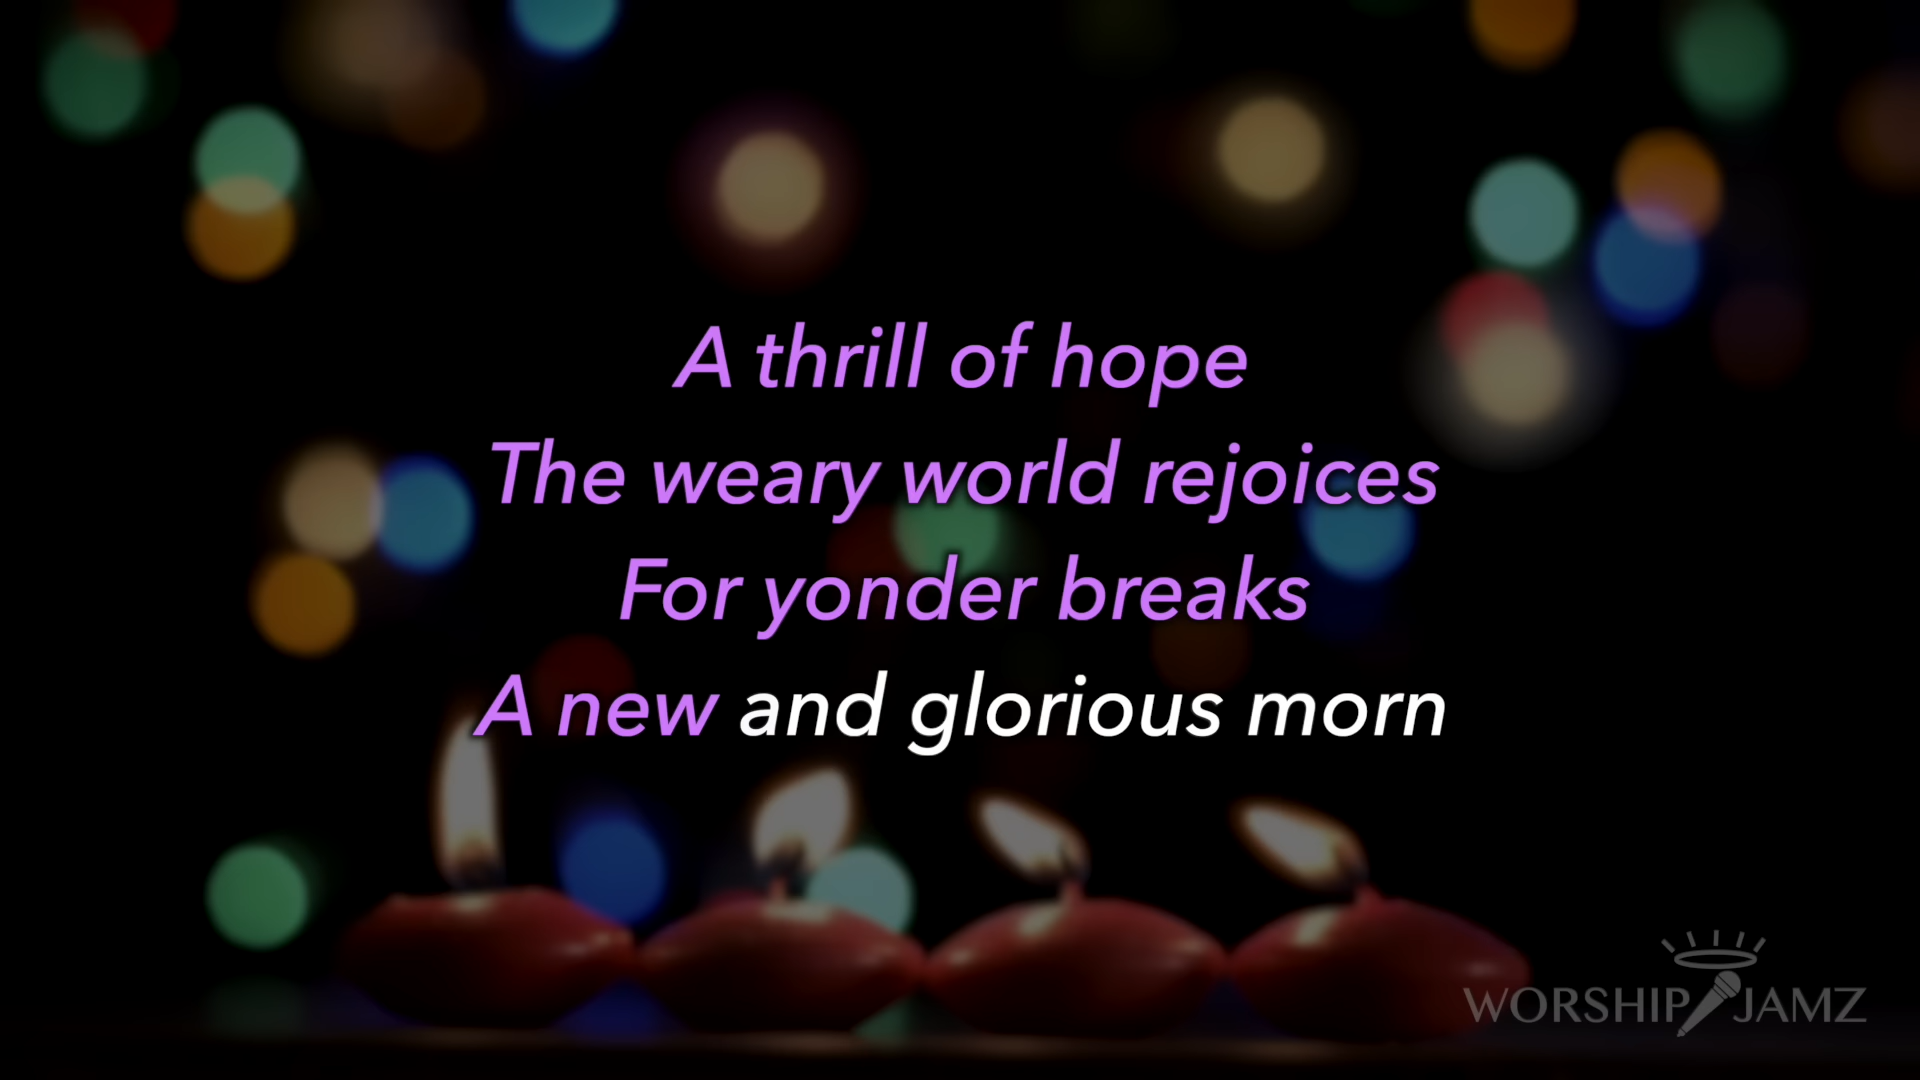 A thrill of hope
The weary world rejoices
For yonder breaks
A new and glorious morn
WORSHIP JAMZ